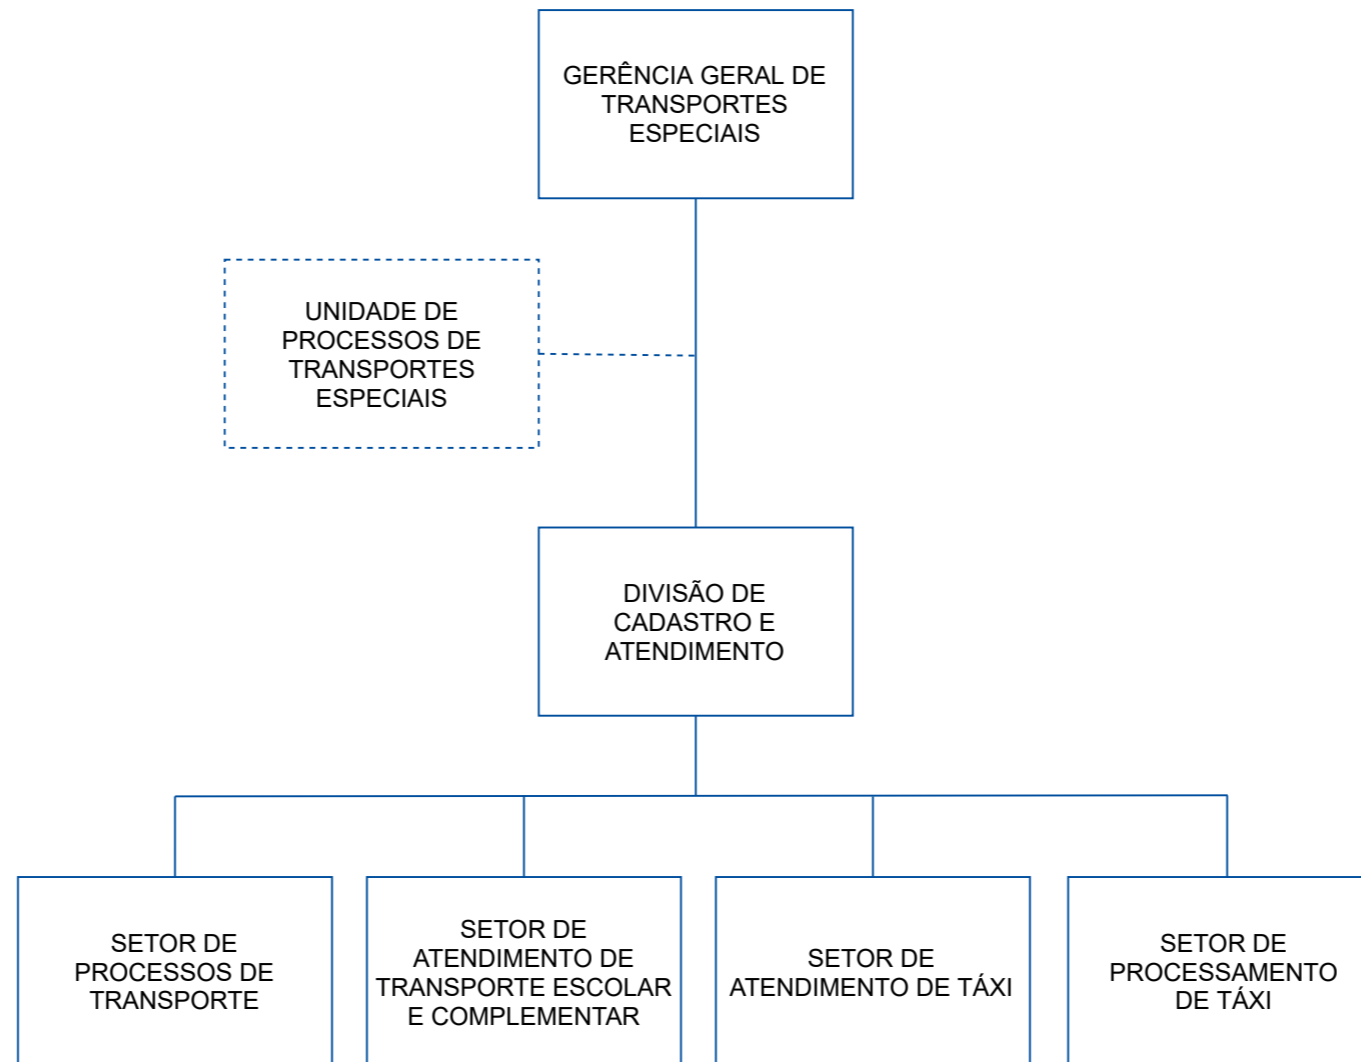 GERÊNCIA GERAL DE
TRANSPORTES
ESPECIAIS
UNIDADE DE
PROCESSOS DE
TRANSPORTES
ESPECIAIS
DIVISÃO DE
CADASTRO E
ATENDIMENTO
SETOR DE
PROCESSOS DE
TRANSPORTE
SETOR DE
ATENDIMENTO DE
TRANSPORTE ESCOLAR
E COMPLEMENTAR
SETOR DE
ATENDIMENTO DE TÁXI
SETOR DE
PROCESSAMENTO
DE TÁXI